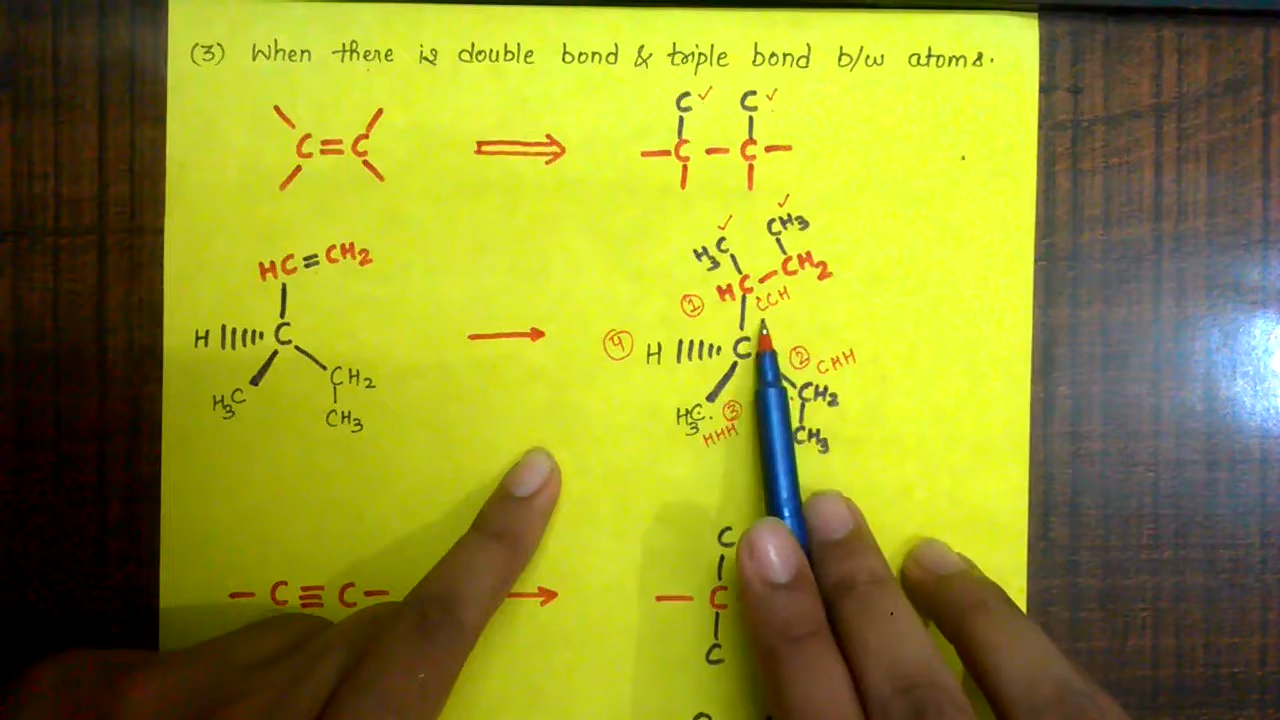 (3) When there is double bond & triple bond b/w atoms.
C ✓ C ✓
C=C ⟹ — C — C —
✓ ✓
H3C CH3
HC=CH2 HC—CH2
① CCH
H C → ④ H C ② CHH
CH2 CH2
H3C H3C. ③
CH3 HHH CH3
C
— C≡C — → — C
C